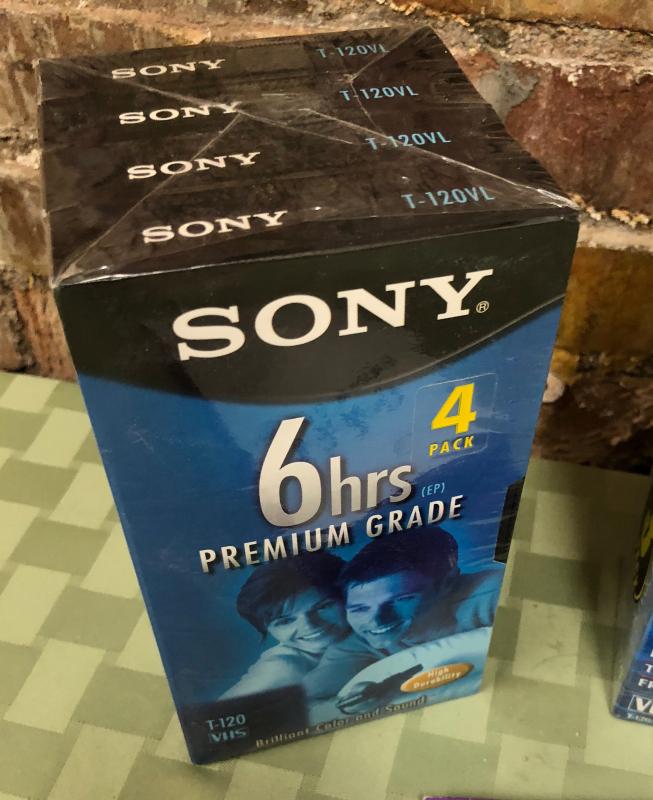 SONY T-120VL
SONY T-120VL
SONY T-120VL
SONY T-120VL
SONY®
4
PACK
6hrs (EP)
PREMIUM GRADE
High
Durability
T-120
VHS
Brilliant Color and Sound